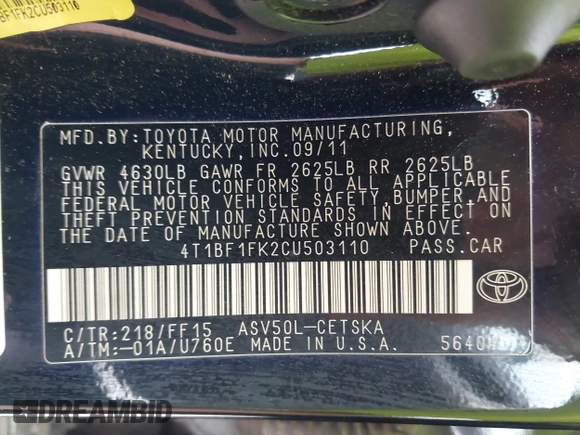 BF1FK2CU503110
MFD.BY:TOYOTA MOTOR MANUFACTURING,
KENTUCKY,INC.09/11
GVWR 4630LB GAWR FR 2625LB RR 2625LB
THIS VEHICLE CONFORMS TO ALL APPLICABLE
FEDERAL MOTOR VEHICLE SAFETY,BUMPER,AND
THEFT PREVENTION STANDARDS IN EFFECT ON
THE DATE OF MANUFACTURE SHOWN ABOVE.
4T1BF1FK2CU503110 PASS.CAR
C/TR:218/FF15 ASV50L-CETSKA
A/TM:-01A/U760E MADE IN U.S.A.
DREAMBID